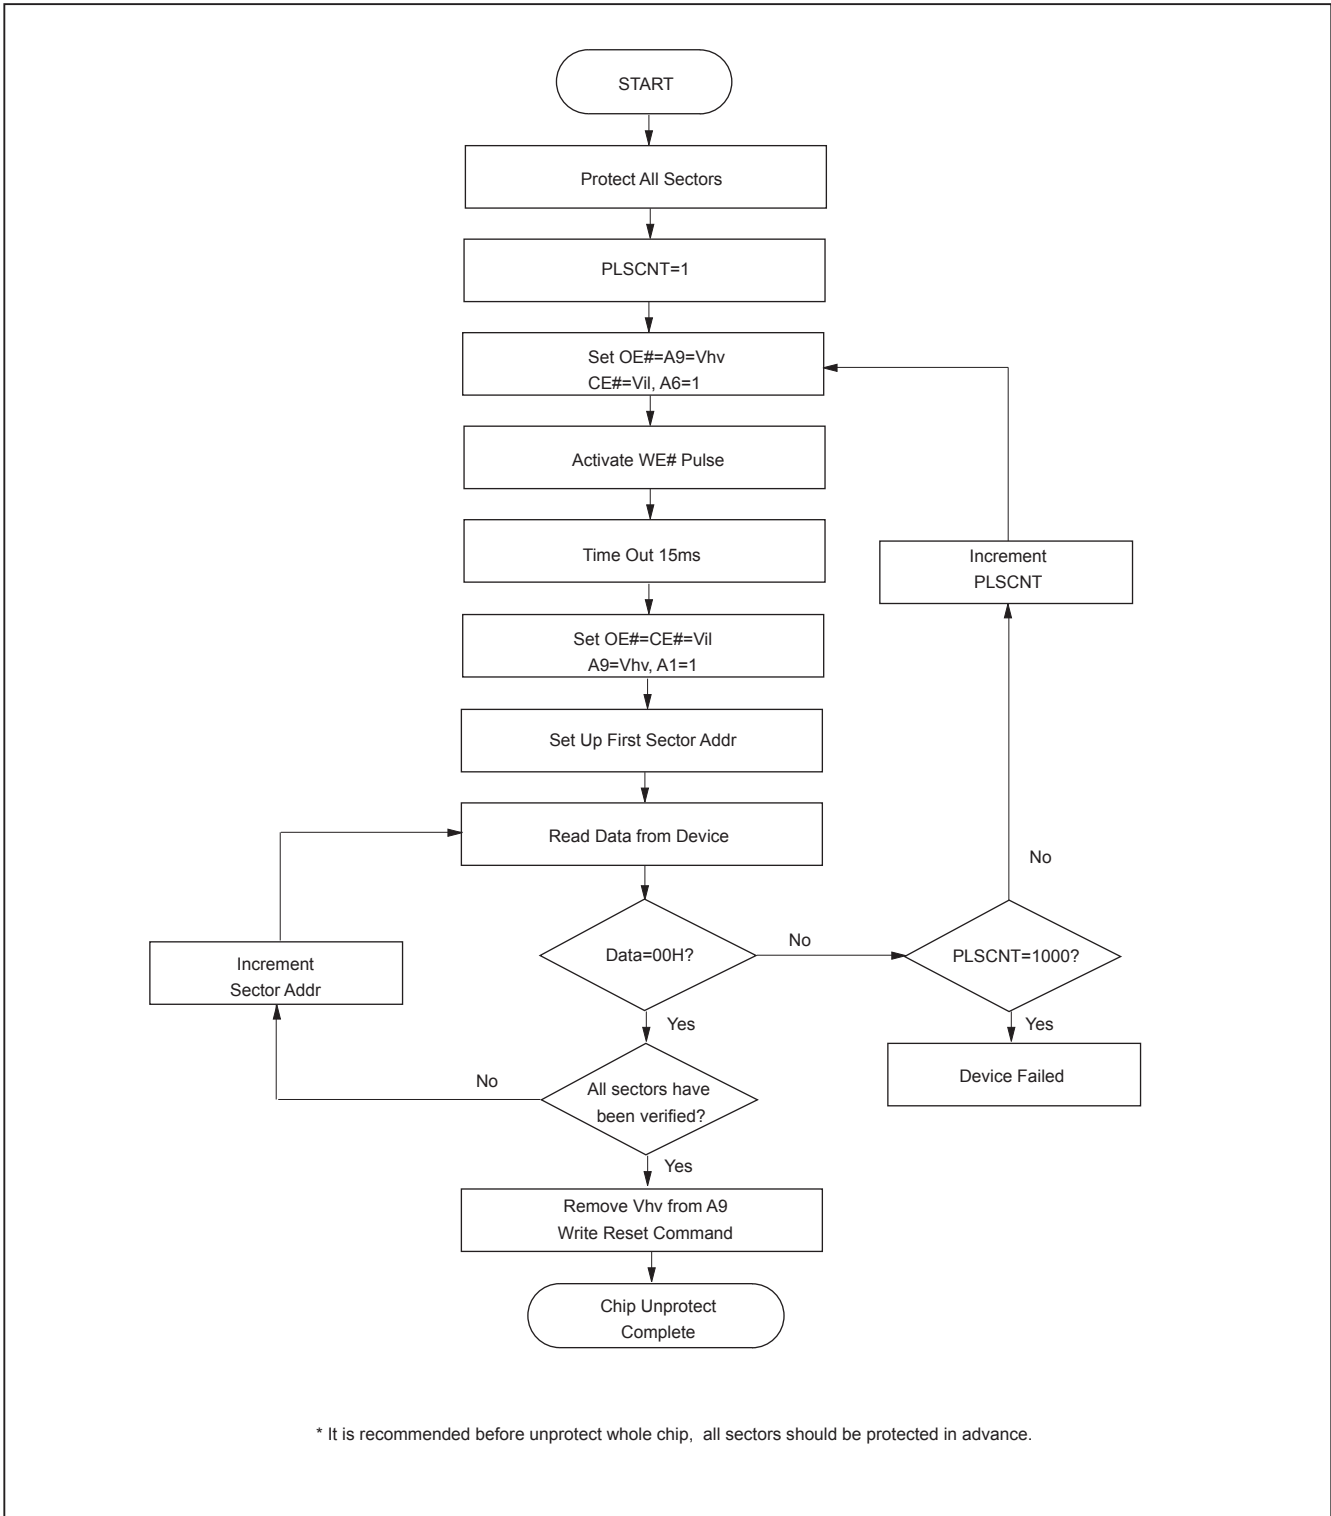 START
Protect All Sectors
PLSCNT=1
Set OE#=A9=Vhv
CE#=Vil, A6=1
Activate WE# Pulse
Time Out 15ms
Increment
PLSCNT
Set OE#=CE#=Vil
A9=Vhv, A1=1
Set Up First Sector Addr
Read Data from Device
No
Data=00H?
No
PLSCNT=1000?
Increment
Sector Addr
Yes
Yes
Device Failed
No
All sectors have
been verified?
Yes
Remove Vhv from A9
Write Reset Command
Chip Unprotect
Complete
* It is recommended before unprotect whole chip, all sectors should be protected in advance.